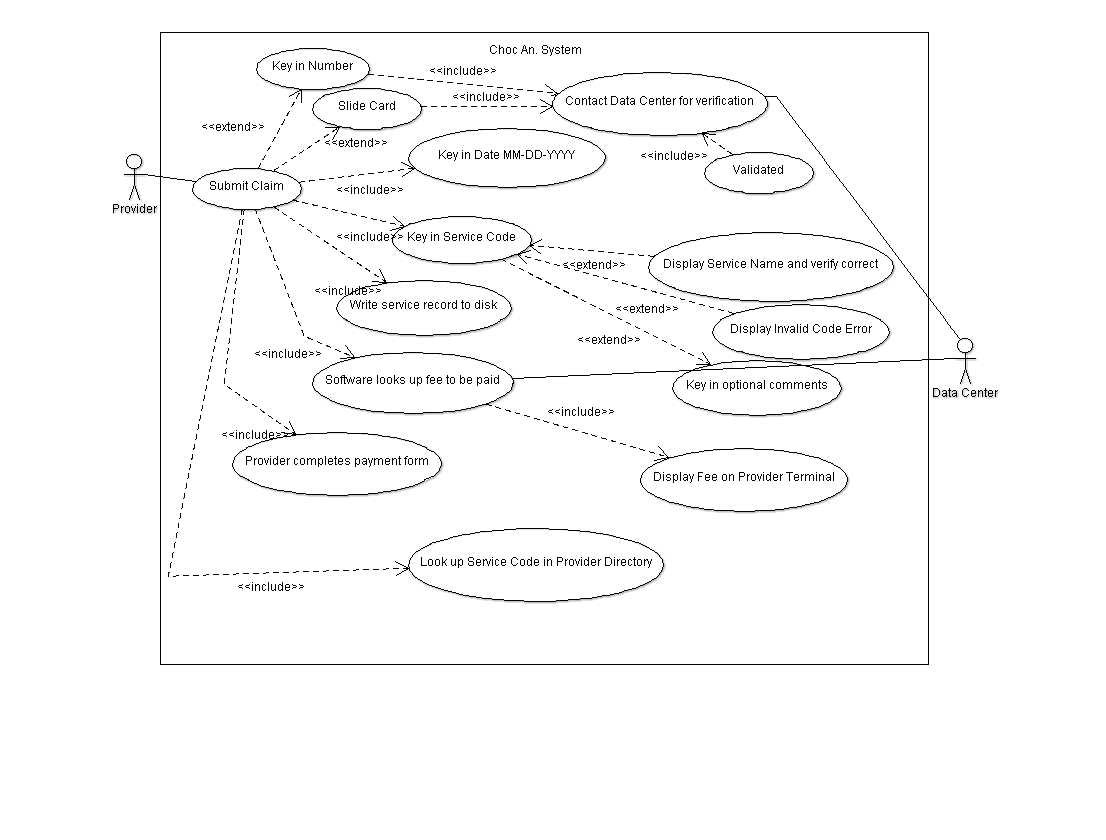 Choc An. System
Key in Number
<<include>>
Slide Card
<<include>>
Contact Data Center for verification
<<extend>>
<<extend>>
Key in Date MM-DD-YYYY
<<include>>
Validated
Submit Claim
<<include>>
Provider
<<include>>
Key in Service Code
<<extend>>
Display Service Name and verify correct
<<include>>
Write service record to disk
<<extend>>
Display Invalid Code Error
<<extend>>
<<include>>
Software looks up fee to be paid
Key in optional comments
Data Center
<<include>>
<<include>>
Provider completes payment form
Display Fee on Provider Terminal
Look up Service Code in Provider Directory
<<include>>